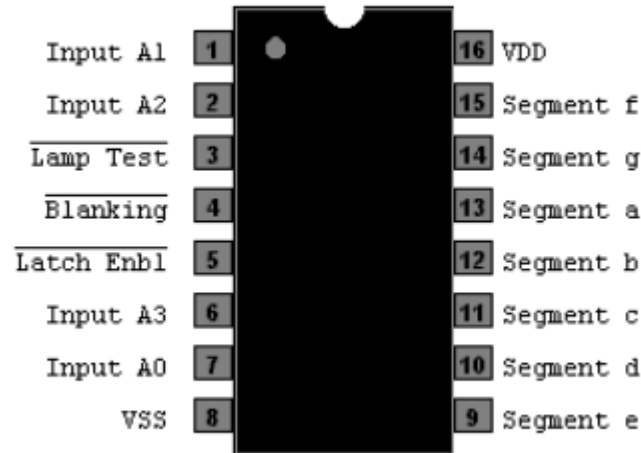 Input A1 1 16 VDD
Input A2 2 15 Segment f
Lamp Test 3 14 Segment g
Blanking 4 13 Segment a
Latch Enbl 5 12 Segment b
Input A3 6 11 Segment c
Input A0 7 10 Segment d
VSS 8 9 Segment e